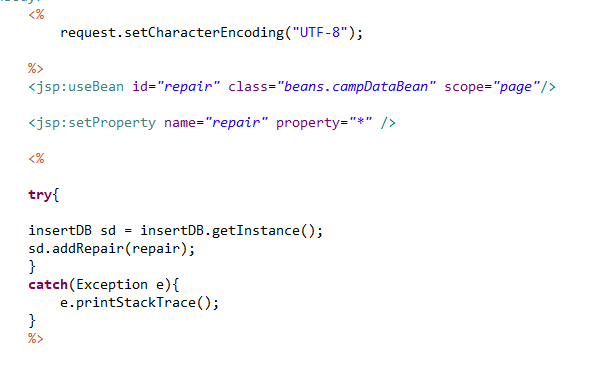 <%
request.setCharacterEncoding("UTF-8");
%>
<jsp:useBean id="repair" class="beans.campDataBean" scope="page"/>
<jsp:setProperty name="repair" property="*" />
<%
try{
insertDB sd = insertDB.getInstance();
sd.addRepair(repair);
}
catch(Exception e){
e.printStackTrace();
}
%>